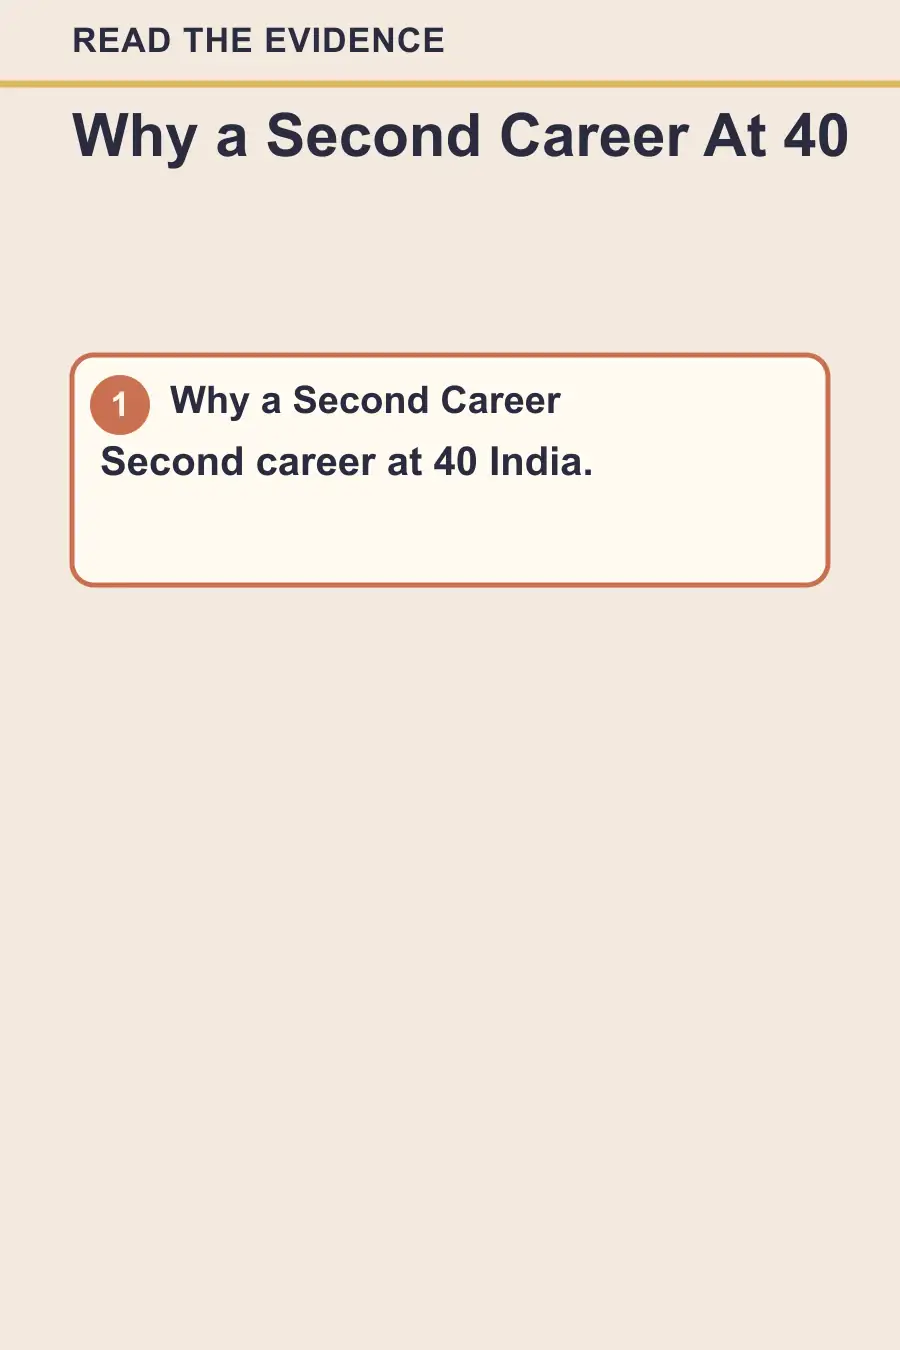 READ THE EVIDENCE
Why a Second Career At 40
1 Why a Second Career
Second career at 40 India.